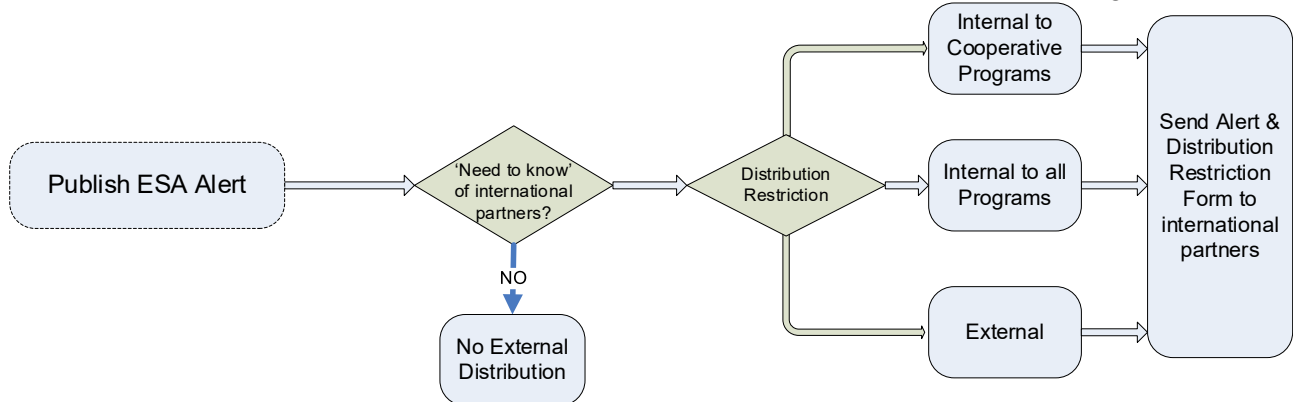 Publish ESA Alert
‘Need to know’
of international
partners?
NO
No External
Distribution
Distribution
Restriction
Internal to
Cooperative
Programs
Internal to all
Programs
External
Send Alert &
Distribution
Restriction
Form to
international
partners